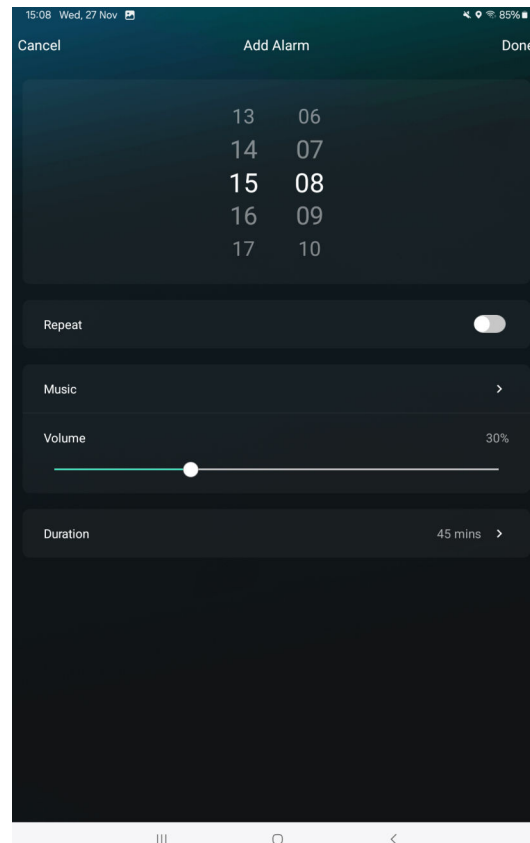 15:08 Wed, 27 Nov 85%
Cancel Add Alarm Done
13 06
14 07
15 08
16 09
17 10
Repeat
Music
Volume 30%
Duration 45 mins